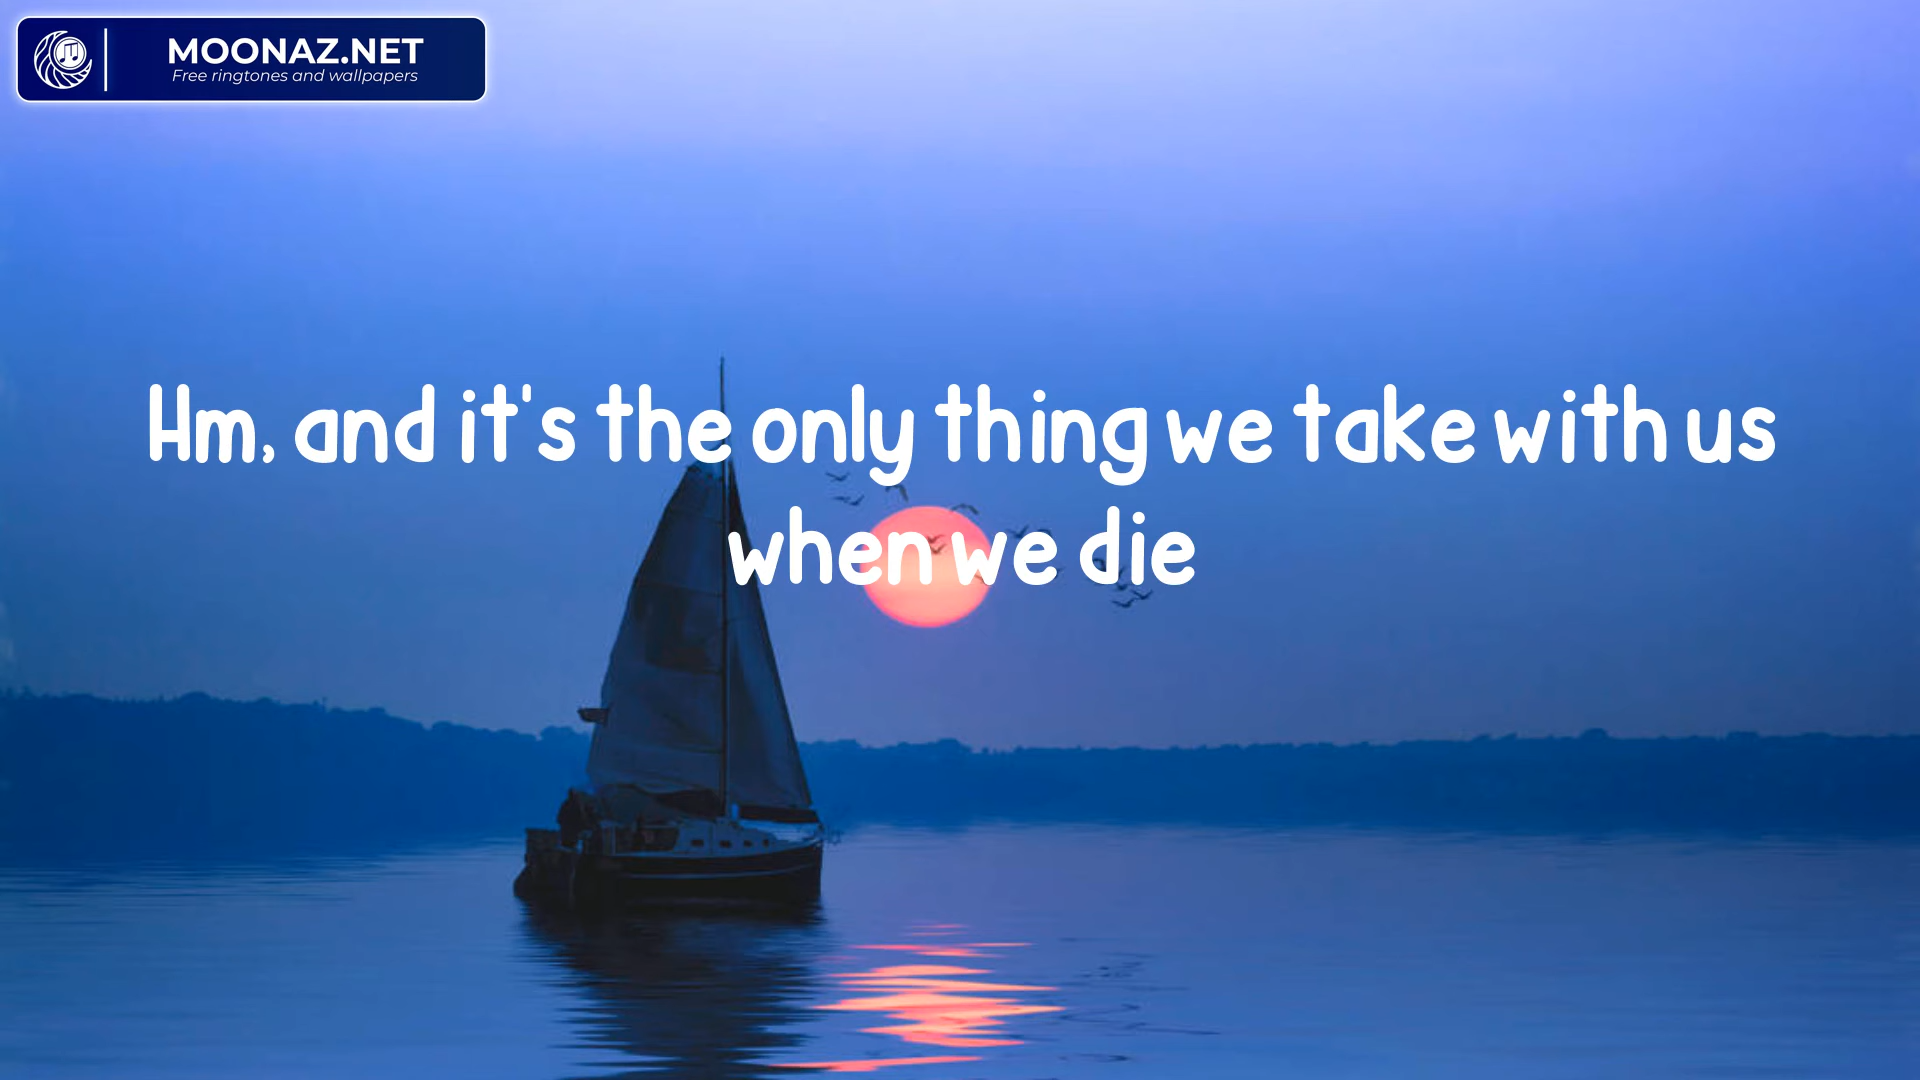 MOONAZ.NET
Free ringtones and wallpapers
Hm, and it's the only thing we take with us
when we die